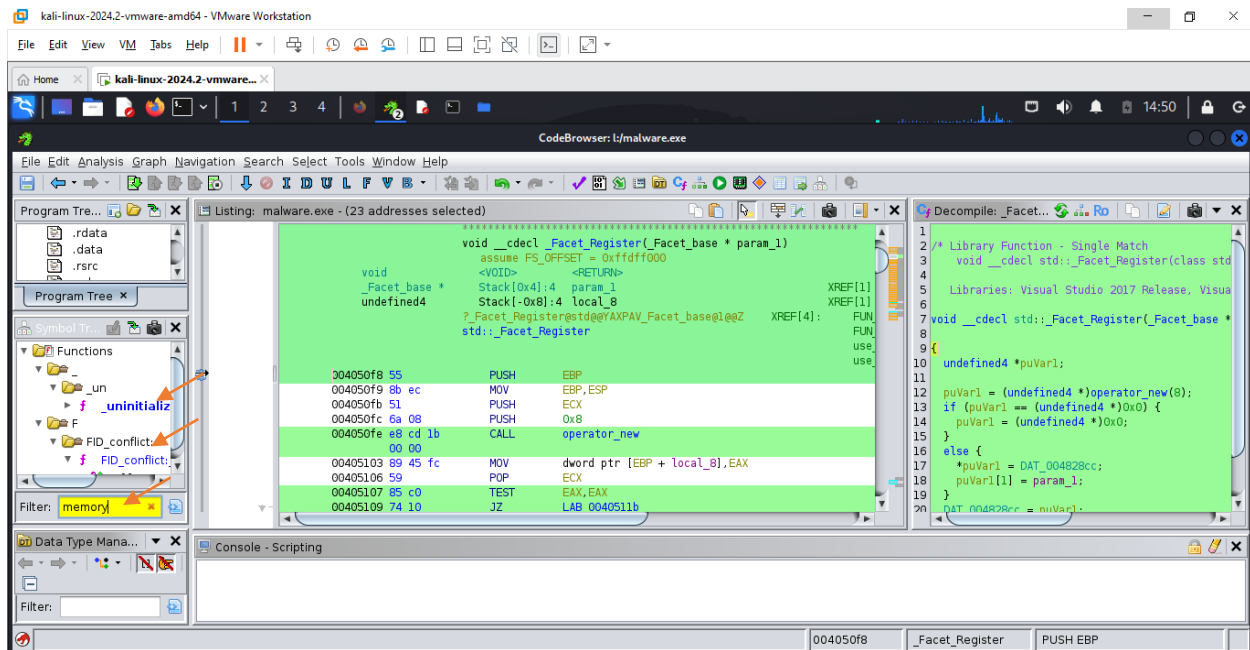 kali-linux-2024.2-vmware-amd64 - VMware Workstation
File Edit View VM Tabs Help
Home kali-linux-2024.2-vmware...
1 2 3 4 2 14:50
CodeBrowser: l:/malware.exe
File Edit Analysis Graph Navigation Search Select Tools Window Help
I D U L F V B
Program Tre...
.rdata
.data
.rsrc
Program Tree ×
Symbol Tr...
Functions
_
_un
f _uninitializ
F
FID_conflict:
f FID_conflict:
Filter: memory
Data Type Mana...
Filter:
Listing: malware.exe - (23 addresses selected)
******************************************************************
void __cdecl _Facet_Register(_Facet_base * param_1)
assume FS_OFFSET = 0xffdff000
void <VOID> <RETURN>
_Facet_base * Stack[0x4]:4 param_1 XREF[1]
undefined4 Stack[-0x8]:4 local_8 XREF[1]
?_Facet_Register@std@@YAXPAV_Facet_base@1@@Z XREF[4]: FUN_
std::_Facet_Register FUN_
use_
use_
004050f8 55 PUSH EBP
004050f9 8b ec MOV EBP,ESP
004050fb 51 PUSH ECX
004050fc 6a 08 PUSH 0x8
004050fe e8 cd 1b CALL operator_new
00 00
00405103 89 45 fc MOV dword ptr [EBP + local_8],EAX
00405106 59 POP ECX
00405107 85 c0 TEST EAX,EAX
00405109 74 10 JZ LAB_0040511b
Decompile: _Facet...
1
2 /* Library Function - Single Match
3 void __cdecl std::_Facet_Register(class std
4
5 Libraries: Visual Studio 2017 Release, Visua
6
7 void __cdecl std::_Facet_Register(_Facet_base *
8
9 {
10 undefined4 *puVar1;
11
12 puVar1 = (undefined4 *)operator_new(8);
13 if (puVar1 == (undefined4 *)0x0) {
14 puVar1 = (undefined4 *)0x0;
15 }
16 else {
17 *puVar1 = DAT_004828cc;
18 puVar1[1] = param_1;
19 }
20 DAT_004828cc = puVar1;
Console - Scripting
004050f8 _Facet_Register PUSH EBP